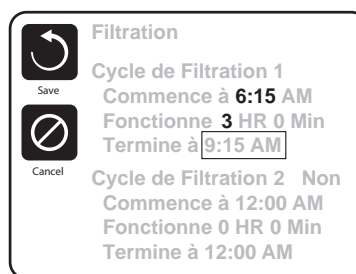 Filtration
Save
Cancel
Cycle de Filtration 1
Commence à 6:15 AM
Fonctionne 3 HR 0 Min
Termine à 9:15 AM
Cycle de Filtration 2 Non
Commence à 12:00 AM
Fonctionne 0 HR 0 Min
Termine à 12:00 AM